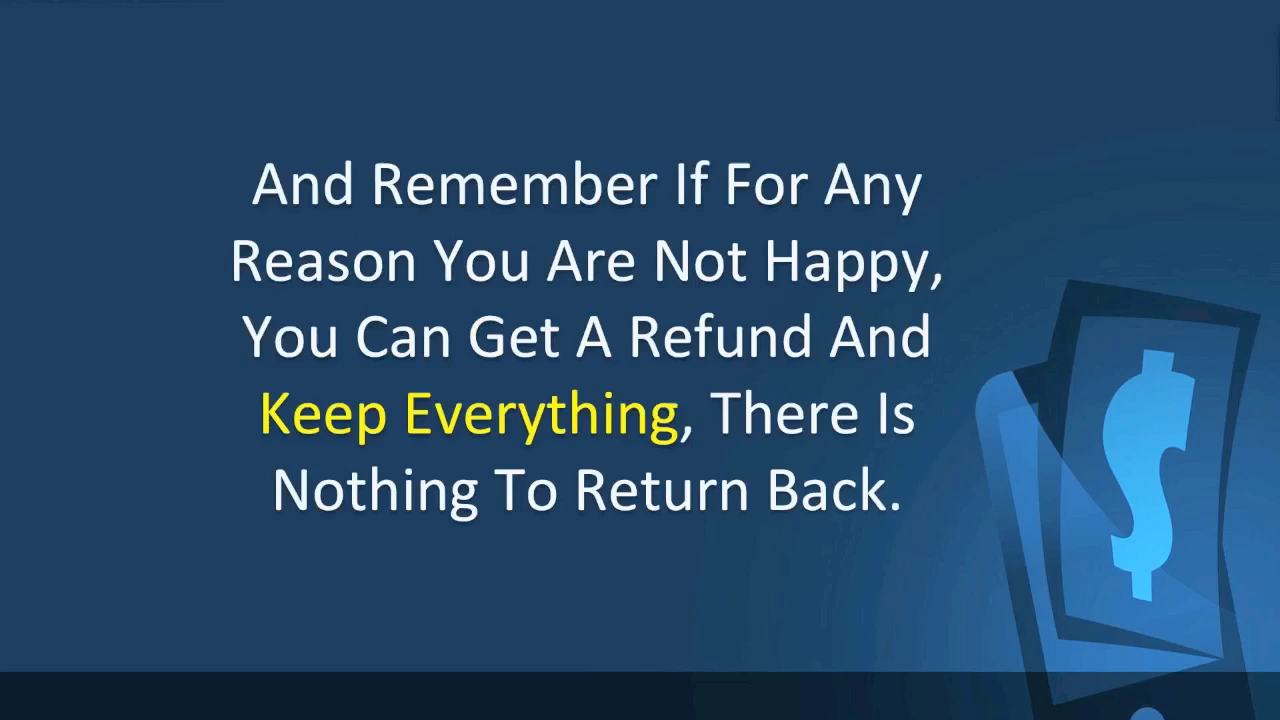 And Remember If For Any
Reason You Are Not Happy,
You Can Get A Refund And
Keep Everything, There Is
Nothing To Return Back.
$